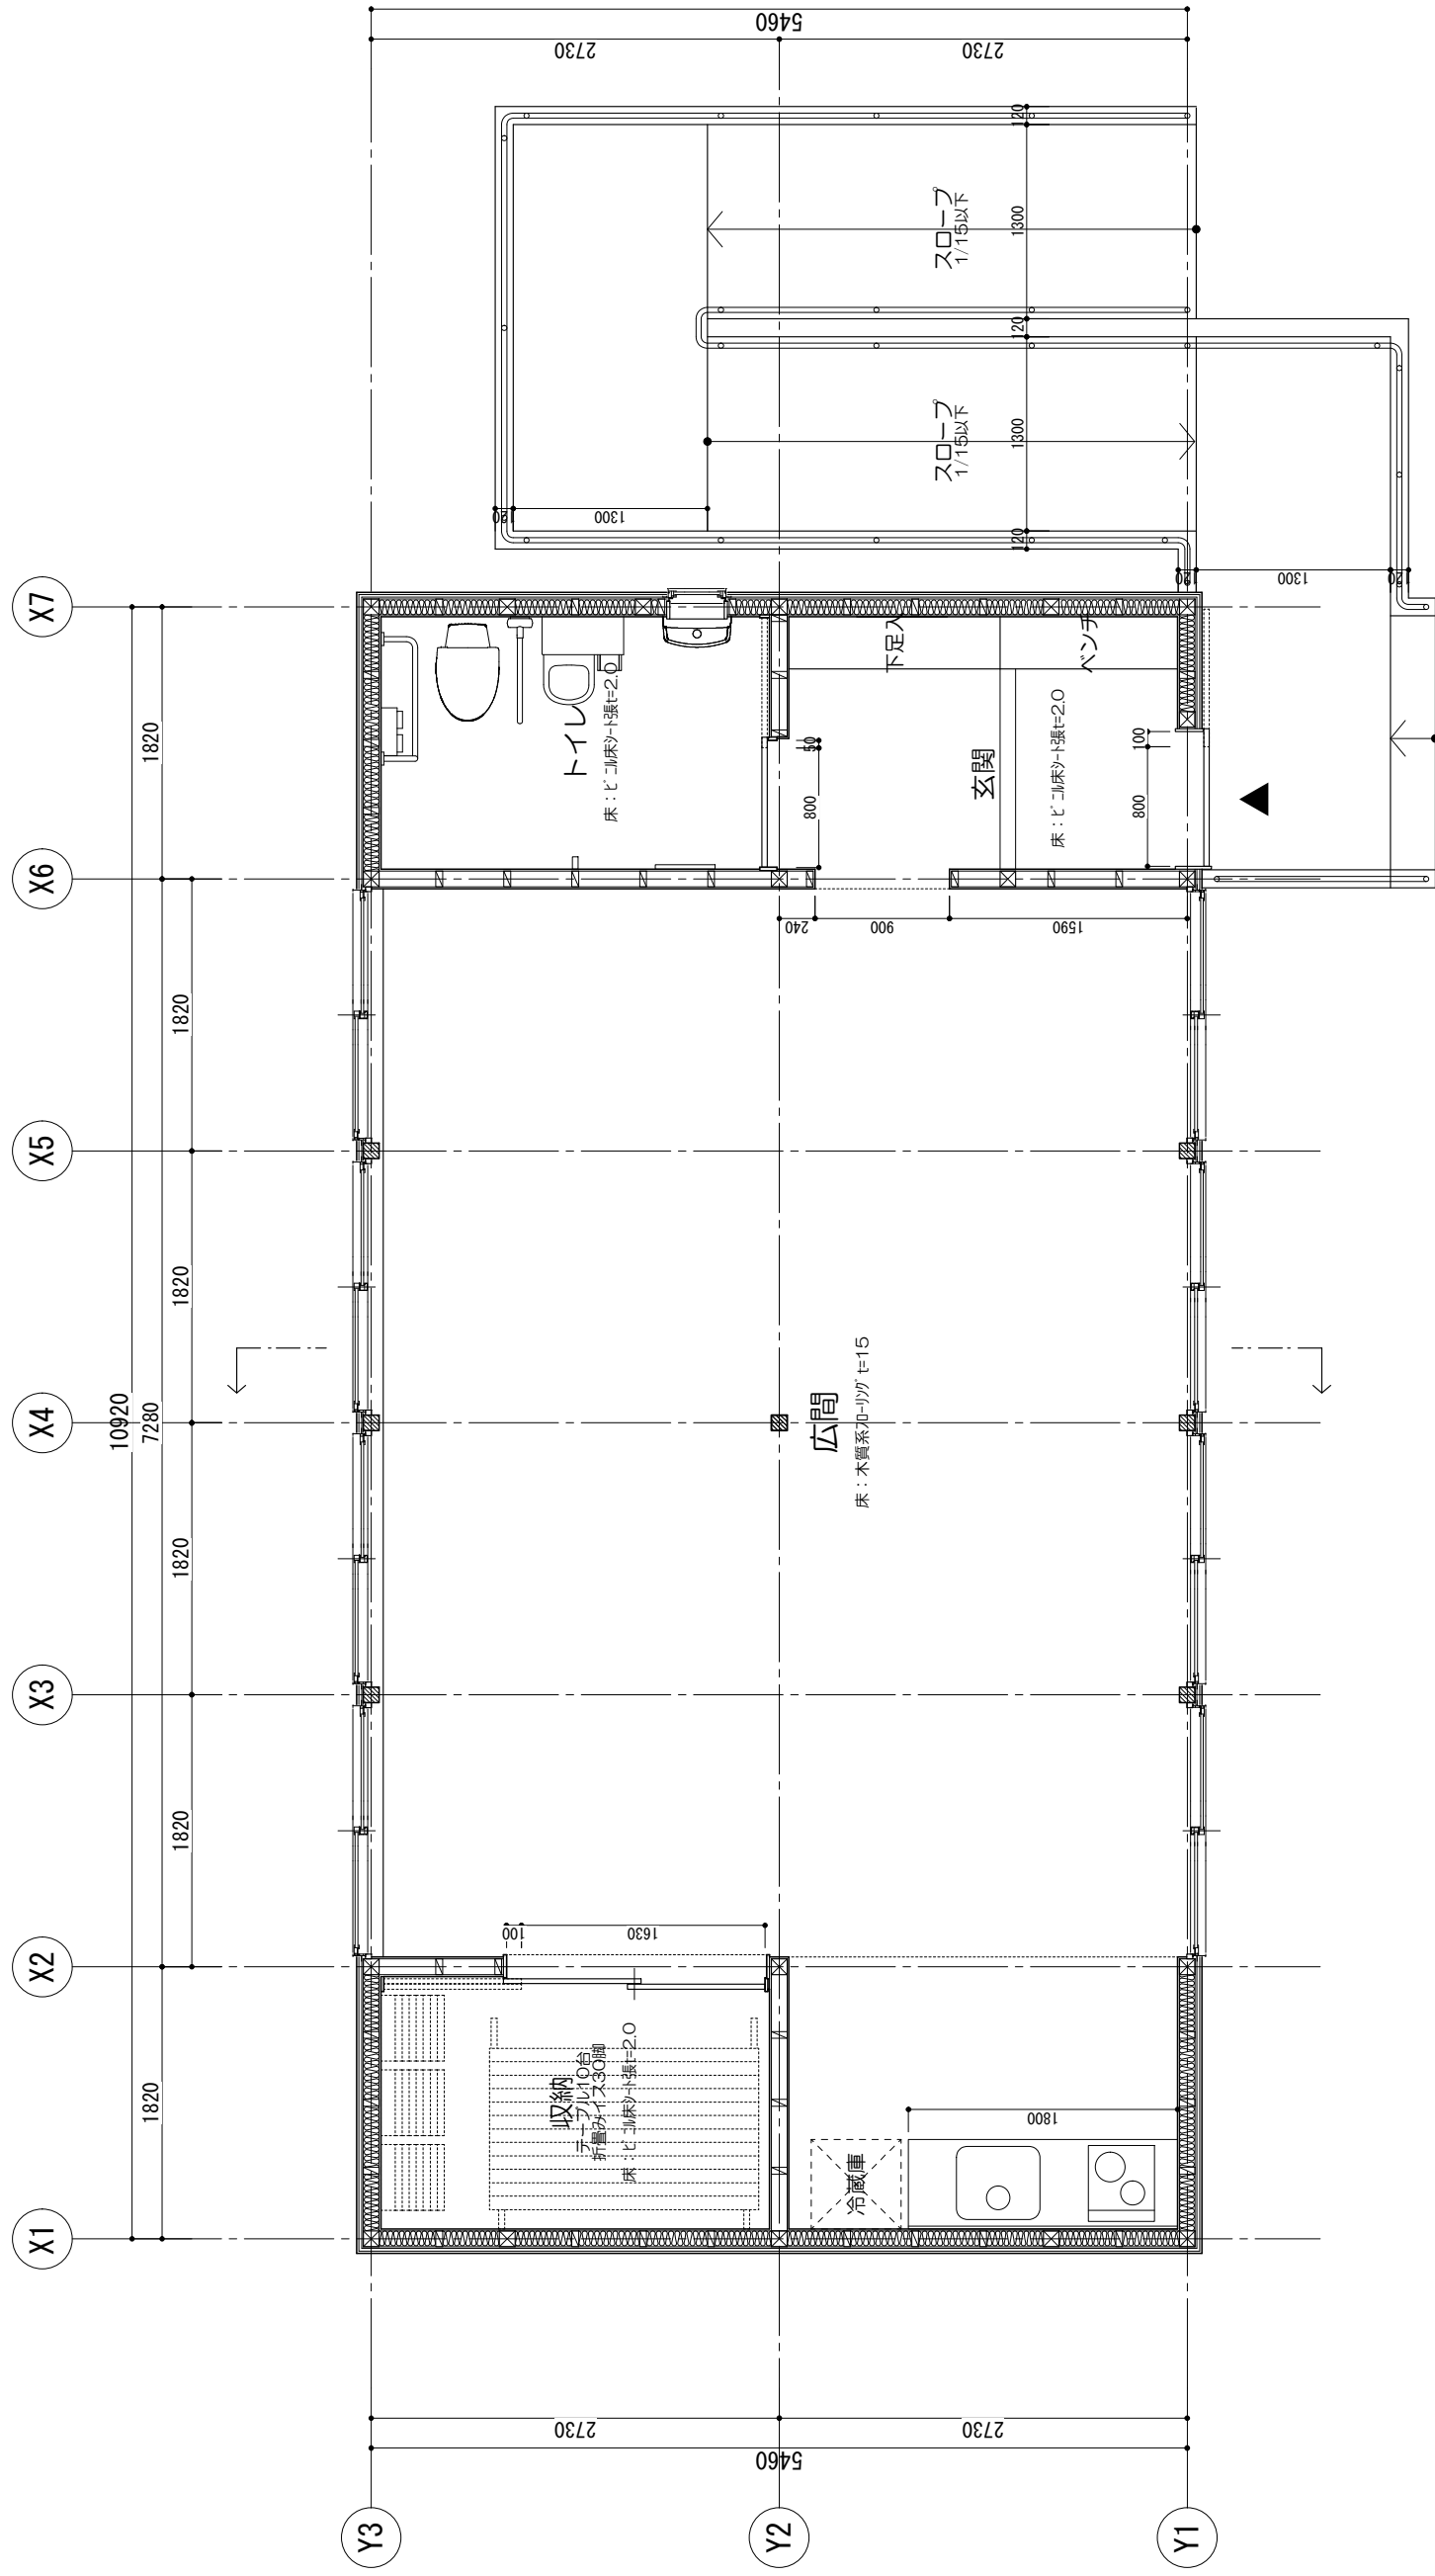 X1
X2
X3
X4
X5
X6
X7
10920
1820
7280
1820
1820
1820
1820
1820
Y3
Y2
Y1
5460
2730
2730
5460
2730
2730
収納
テーブル10台
折畳みイス30脚
床：ビニル床シート張t=2.0
100
1630
冷蔵庫
1800
広間
床：木質系フローリング t=15
トイレ
床：ビニル床シート張t=2.0
玄関
床：ビニル床シート張t=2.0
下足入
ベンチ
800
50
800
100
240
900
1590
スロープ
1/15以下
スロープ
1/15以下
120
1300
120
1300
120
120
1300
120
1300
120